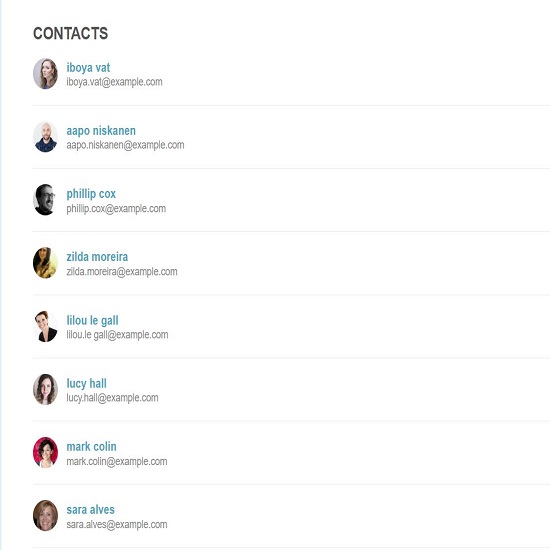 CONTACTS
iboya vat
iboya.vat@example.com
aapo niskanen
aapo.niskanen@example.com
phillip cox
phillip.cox@example.com
zilda moreira
zilda.moreira@example.com
lilou le gall
lilou.le gall@example.com
lucy hall
lucy.hall@example.com
mark colin
mark.colin@example.com
sara alves
sara.alves@example.com